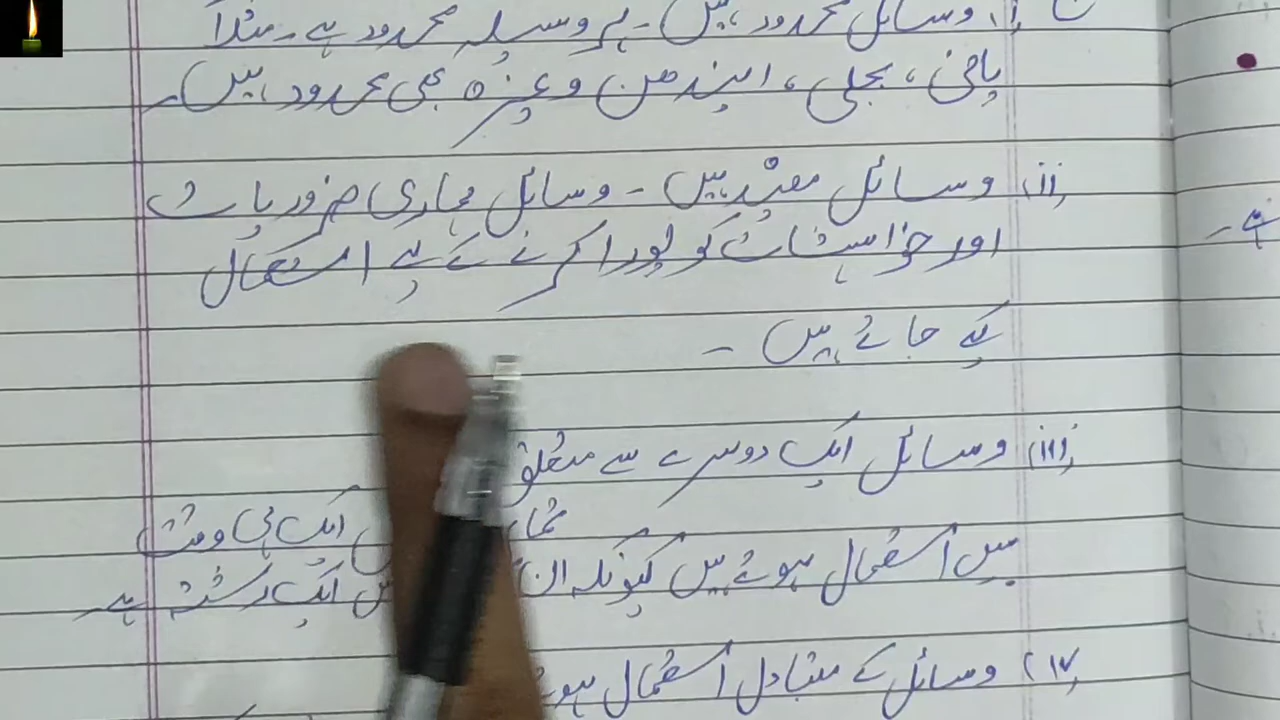 (i) وسائل محدود ہیں۔ ہر وسیلہ محدود ہے۔ مثلاً
پانی، بجلی، ایندھن وغیرہ بھی محدود ہیں۔
(ii) وسائل مفید ہیں۔ وسائل ہماری ضروریات
اور خواہشات کو پورا کرنے کے لیے استعمال
کیے جاتے ہیں۔
(iii) وسائل ایک دوسرے سے متعلق
ایک ہی وقت
میں استعمال ہوتے ہیں کیونکہ ان ایک رشتہ ہے۔
(iv) وسائل کے متبادل استعمال
ہے۔